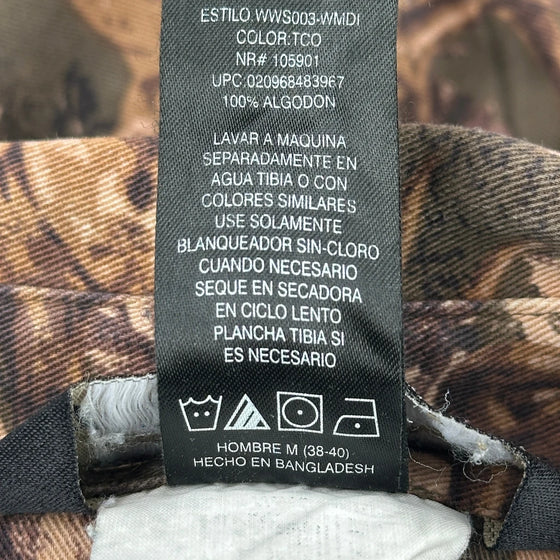 ESTILO.WWS003-WMDI
COLOR:TCO
NR# 105901
UPC.020968483967
100% ALGODON
LAVAR A MAQUINA
SEPARADAMENTE EN
AGUA TIBIA O CON
COLORES SIMILARES
USE SOLAMENTE
BLANQUEADOR SIN-CLORO
CUANDO NECESARIO
SEQUE EN SECADORA
EN CICLO LENTO
PLANCHA TIBIA SI
ES NECESARIO
HOMBRE M (38-40)
HECHO EN BANGLADESH